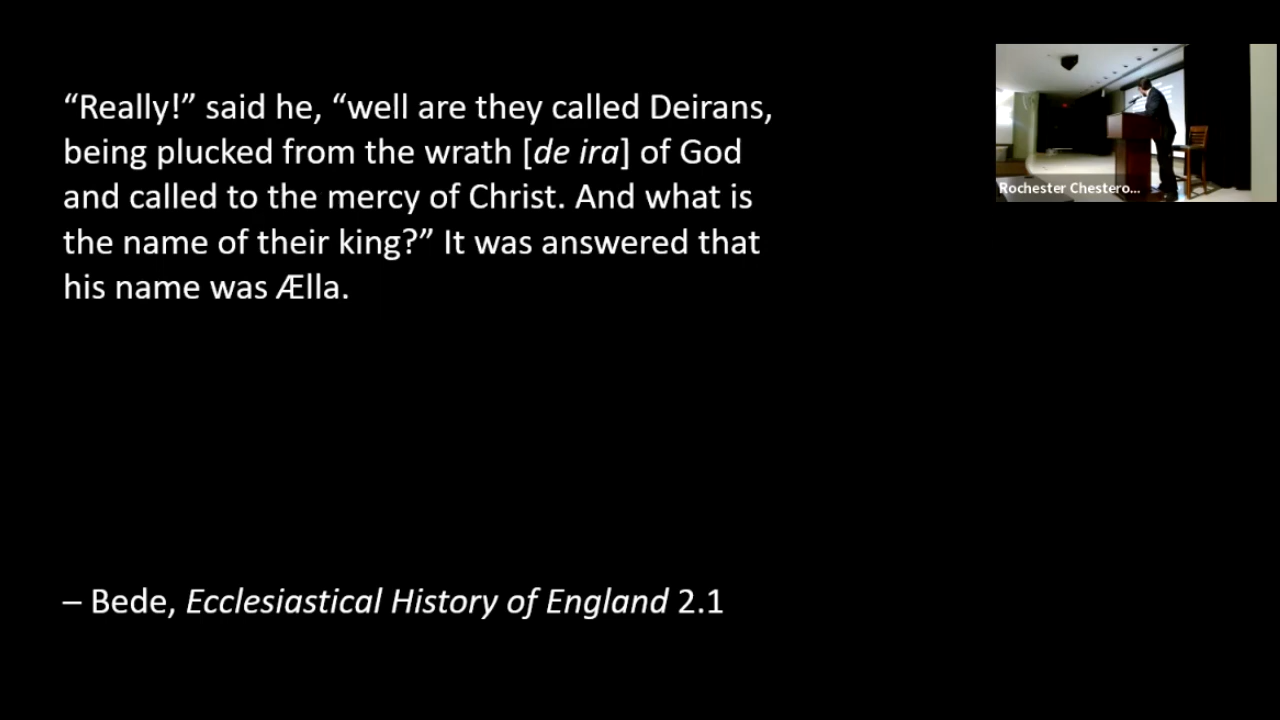 “Really!” said he, “well are they called Deirans,
being plucked from the wrath [de ira] of God
and called to the mercy of Christ. And what is
the name of their king?” It was answered that
his name was Ælla.
– Bede, Ecclesiastical History of England 2.1
Rochester Chestero...